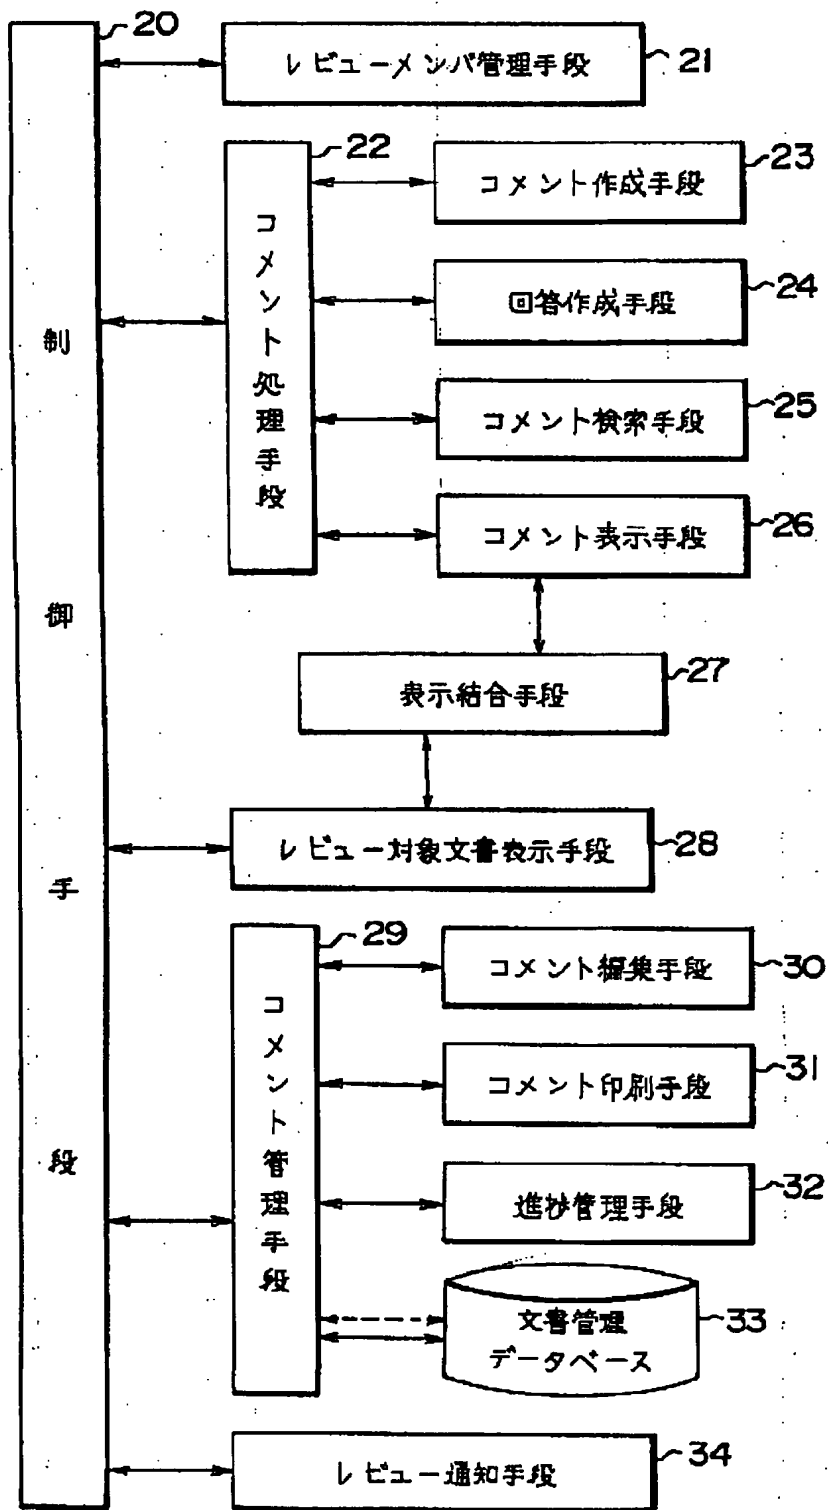 20
制御手段
レビューメンバ管理手段
21
22
コメント処理手段
コメント作成手段
23
回答作成手段
24
コメント検索手段
25
コメント表示手段
26
表示結合手段
27
レビュー対象文書表示手段
28
29
コメント管理手段
コメント編集手段
30
コメント印刷手段
31
進捗管理手段
32
文書管理
データベース
33
レビュー通知手段
34